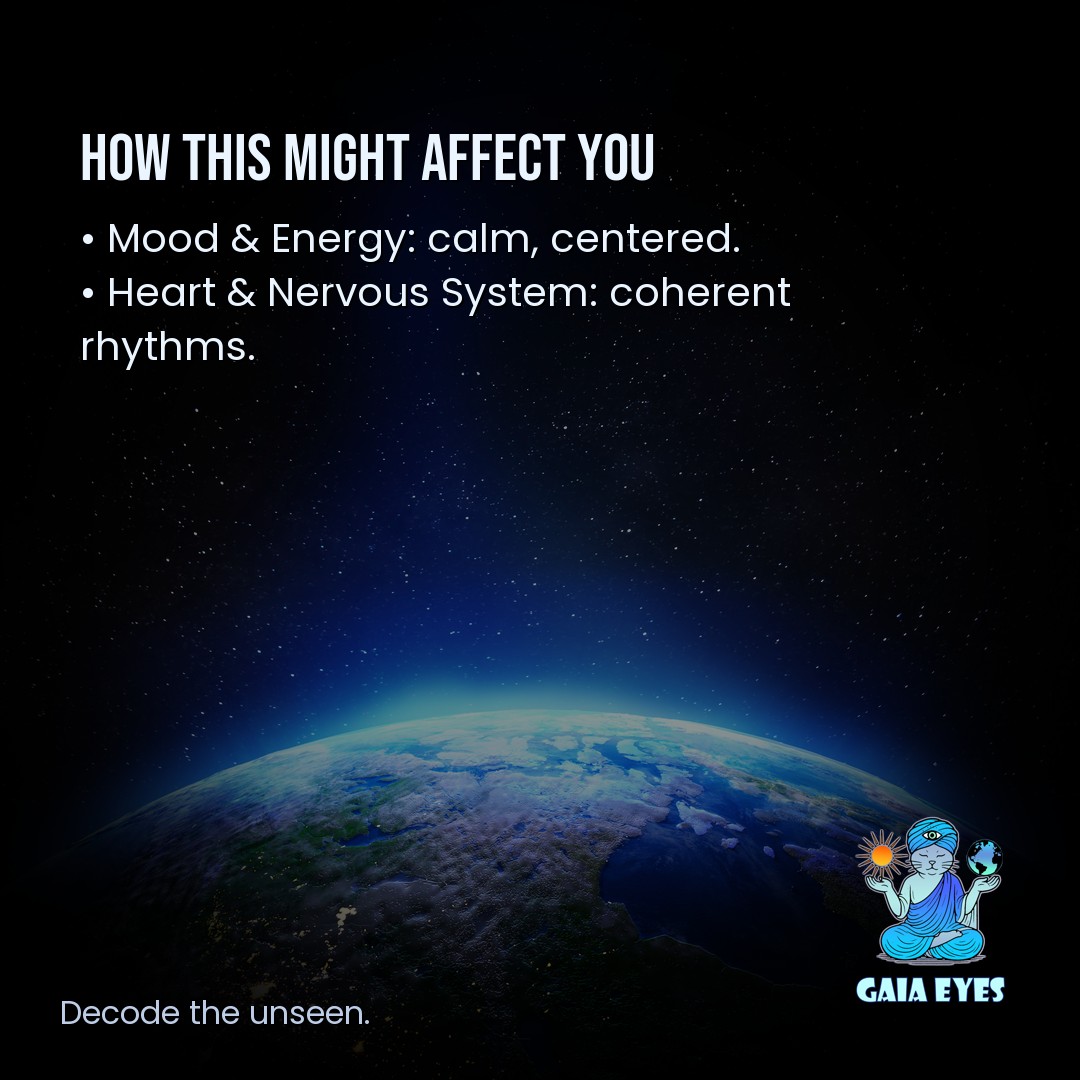 HOW THIS MIGHT AFFECT YOU
• Mood & Energy: calm, centered.
• Heart & Nervous System: coherent
rhythms.
GAIA EYES
Decode the unseen.